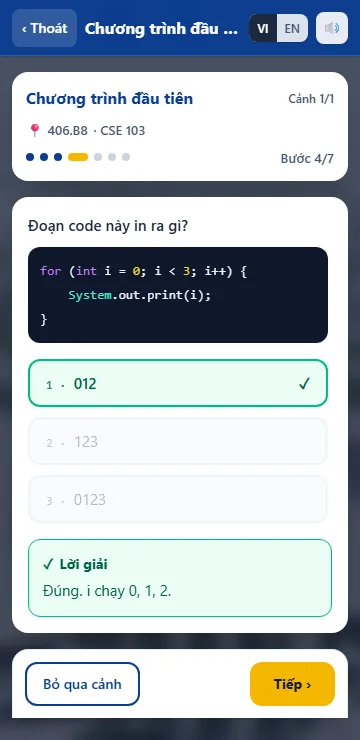 ‹ Thoát
Chương trình đầu ...
VI
EN
Chương trình đầu tiên
Cảnh 1/1
406.B8 · CSE 103
Bước 4/7
Đoạn code này in ra gì?
for (int i = 0; i < 3; i++) {
    System.out.print(i);
}
1 · 012 ✓
2 · 123
3 · 0123
✓ Lời giải
Đúng. i chạy 0, 1, 2.
Bỏ qua cảnh
Tiếp ›